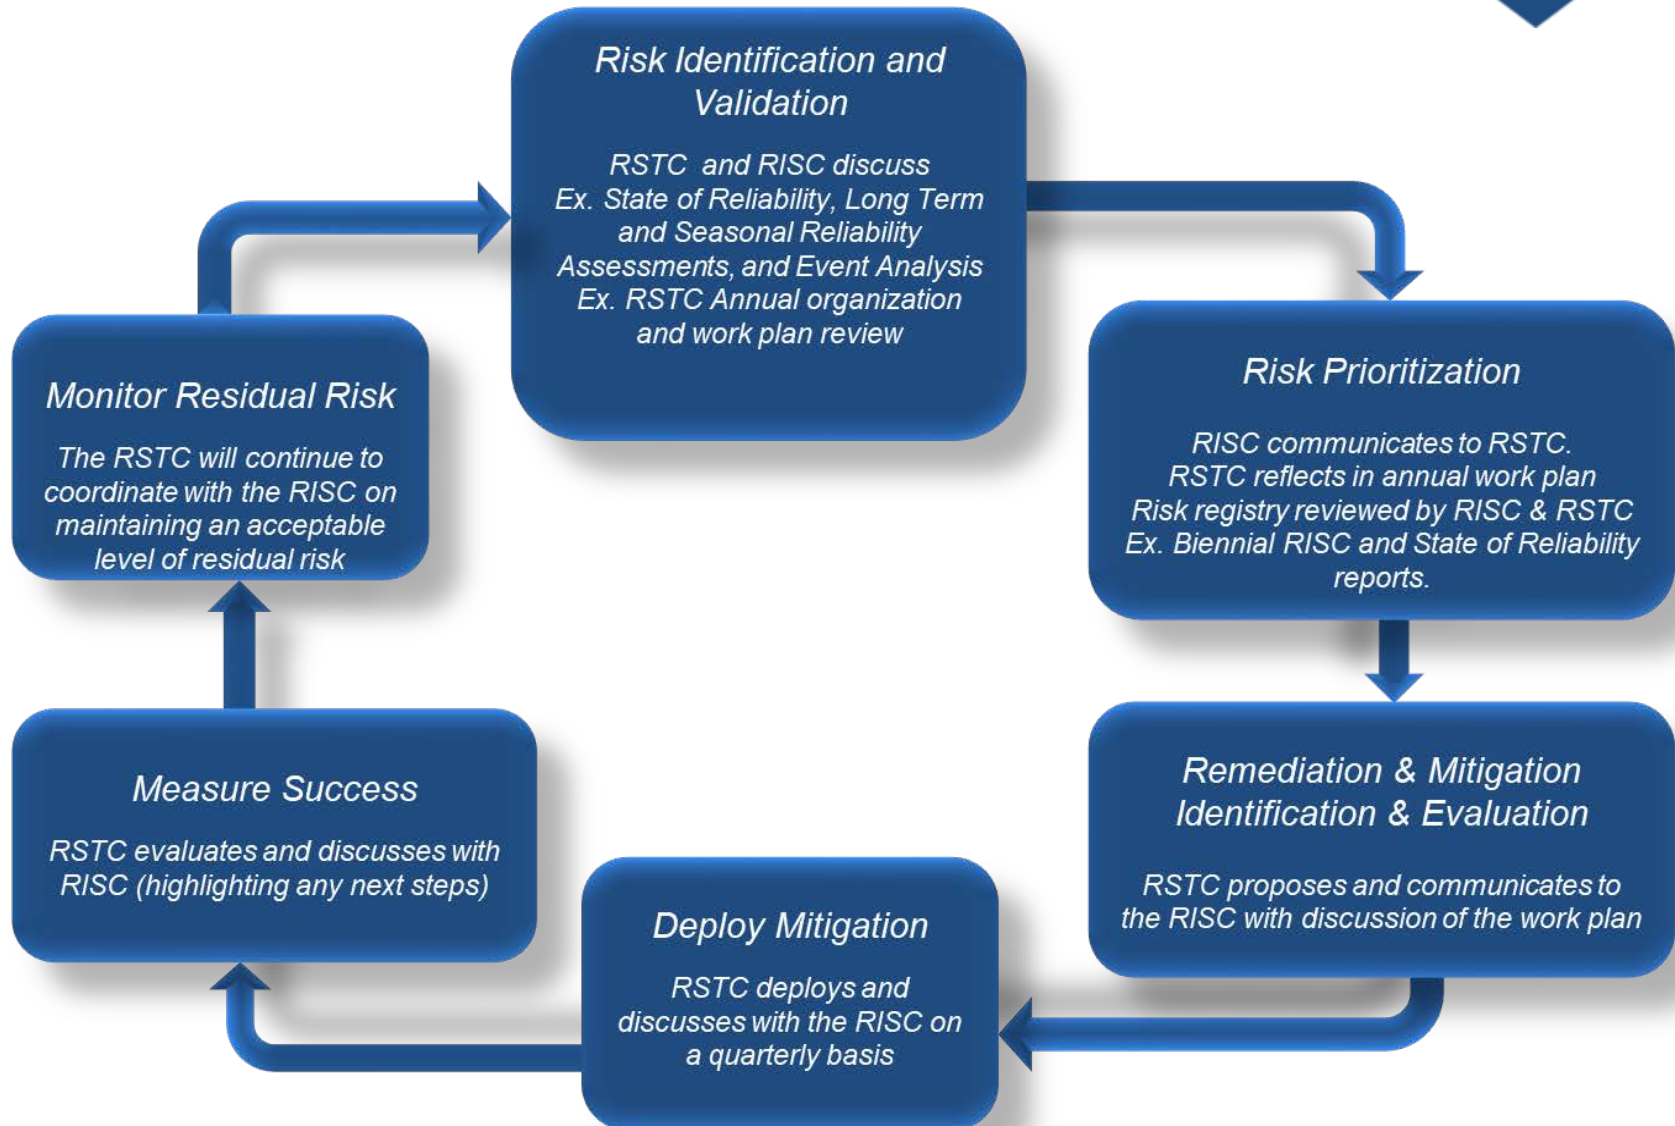 Risk Identification and
Validation
RSTC and RISC discuss
Ex. State of Reliability, Long Term
and Seasonal Reliability
Assessments, and Event Analysis
Ex. RSTC Annual organization
and work plan review
Risk Prioritization
RISC communicates to RSTC.
RSTC reflects in annual work plan
Risk registry reviewed by RISC & RSTC
Ex. Biennial RISC and State of Reliability
reports.
Remediation & Mitigation
Identification & Evaluation
RSTC proposes and communicates to
the RISC with discussion of the work plan
Deploy Mitigation
RSTC deploys and
discusses with the RISC on
a quarterly basis
Measure Success
RSTC evaluates and discusses with
RISC (highlighting any next steps)
Monitor Residual Risk
The RSTC will continue to
coordinate with the RISC on
maintaining an acceptable
level of residual risk